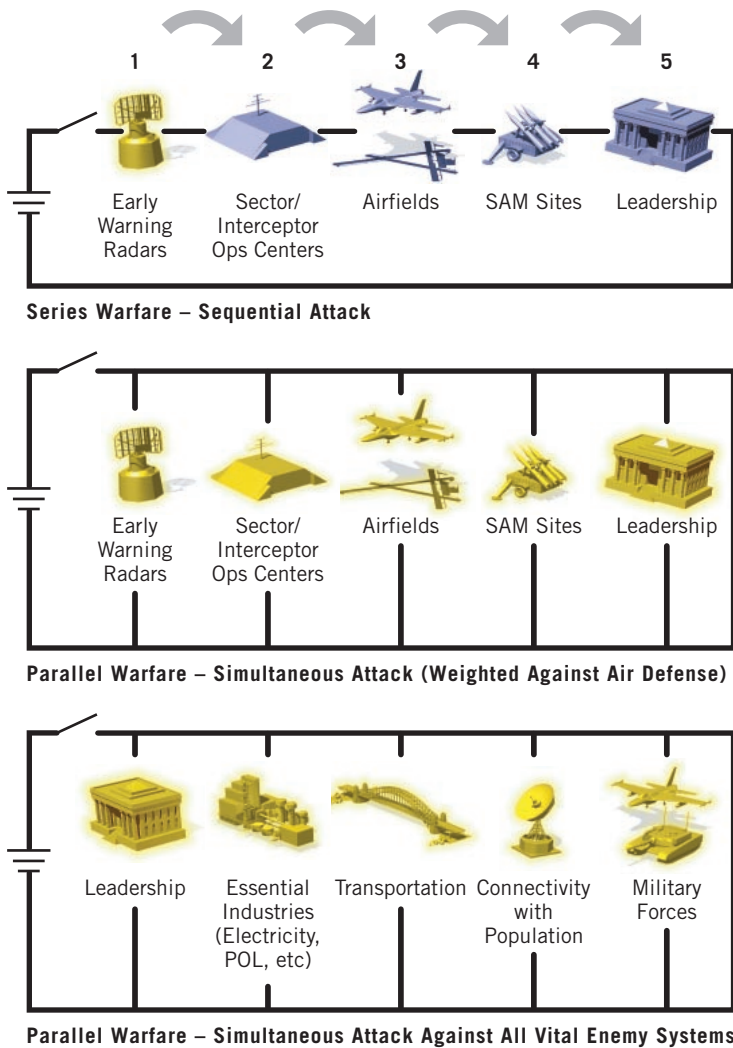 1 2 3 4 5
Early Warning Radars
Sector/ Interceptor Ops Centers
Airfields
SAM Sites
Leadership
Series Warfare – Sequential Attack
Early Warning Radars
Sector/ Interceptor Ops Centers
Airfields
SAM Sites
Leadership
Parallel Warfare – Simultaneous Attack (Weighted Against Air Defense)
Leadership
Essential Industries (Electricity, POL, etc)
Transportation
Connectivity with Population
Military Forces
Parallel Warfare – Simultaneous Attack Against All Vital Enemy Systems